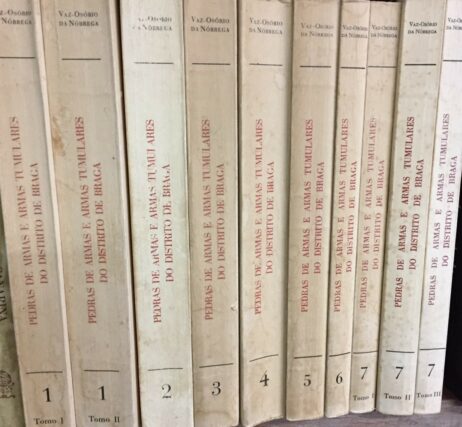 VAZ-OSÓRIO
DA NÓBREGA
PEDRAS DE ARMAS E ARMAS TUMULARES
DO DISTRITO DE BRAGA
1
Tomo I
VAZ-OSÓRIO
DA NÓBREGA
PEDRAS DE ARMAS E ARMAS TUMULARES
DO DISTRITO DE BRAGA
1
Tomo II
VAZ-OSÓRIO
DA NÓBREGA
PEDRAS DE ARMAS E ARMAS TUMULARES
DO DISTRITO DE BRAGA
2
VAZ-OSÓRIO
DA NÓBREGA
PEDRAS DE ARMAS E ARMAS TUMULARES
DO DISTRITO DE BRAGA
3
VAZ-OSÓRIO
DA NÓBREGA
PEDRAS DE ARMAS E ARMAS TUMULARES
DO DISTRITO DE BRAGA
4
VAZ-OSÓRIO
DA NÓBREGA
PEDRAS DE ARMAS E ARMAS TUMULARES
DO DISTRITO DE BRAGA
5
VAZ-OSÓRIO
DA NÓBREGA
PEDRAS DE ARMAS E ARMAS TUMULARES
DO DISTRITO DE BRAGA
6
VAZ-OSÓRIO
DA NÓBREGA
PEDRAS DE ARMAS E ARMAS TUMULARES
DO DISTRITO DE BRAGA
7
Tomo I
VAZ-OSÓRIO
DA NÓBREGA
PEDRAS DE ARMAS E ARMAS TUMULARES
DO DISTRITO DE BRAGA
7
Tomo II
VAZ-OSÓRIO
DA NÓBREGA
PEDRAS DE ARMAS E ARMAS TUMULARES
DO DISTRITO DE BRAGA
7
Tomo III